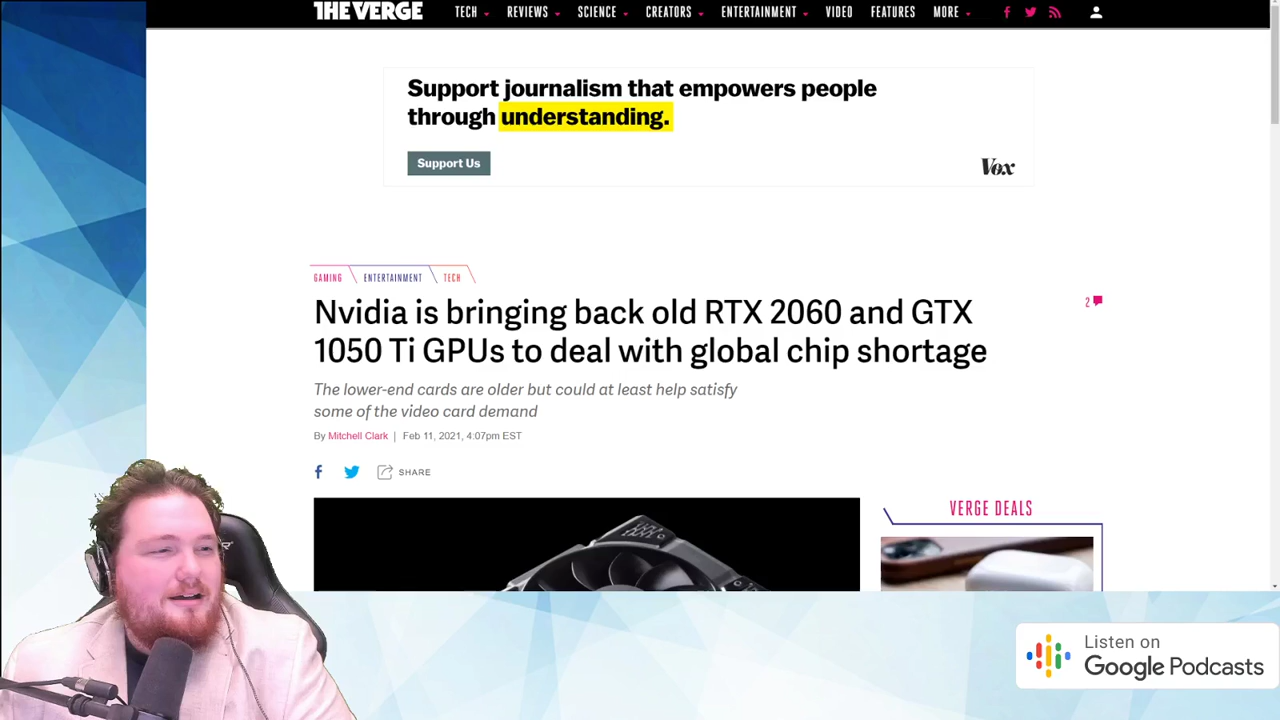 THE VERGE
TECH REVIEWS SCIENCE CREATORS ENTERTAINMENT VIDEO FEATURES MORE
Support journalism that empowers people
through understanding.
Support Us
Vox
GAMING ENTERTAINMENT TECH
Nvidia is bringing back old RTX 2060 and GTX
1050 Ti GPUs to deal with global chip shortage
2
The lower-end cards are older but could at least help satisfy
some of the video card demand
By Mitchell Clark | Feb 11, 2021, 4:07pm EST
SHARE
VERGE DEALS
Listen on
Google Podcasts